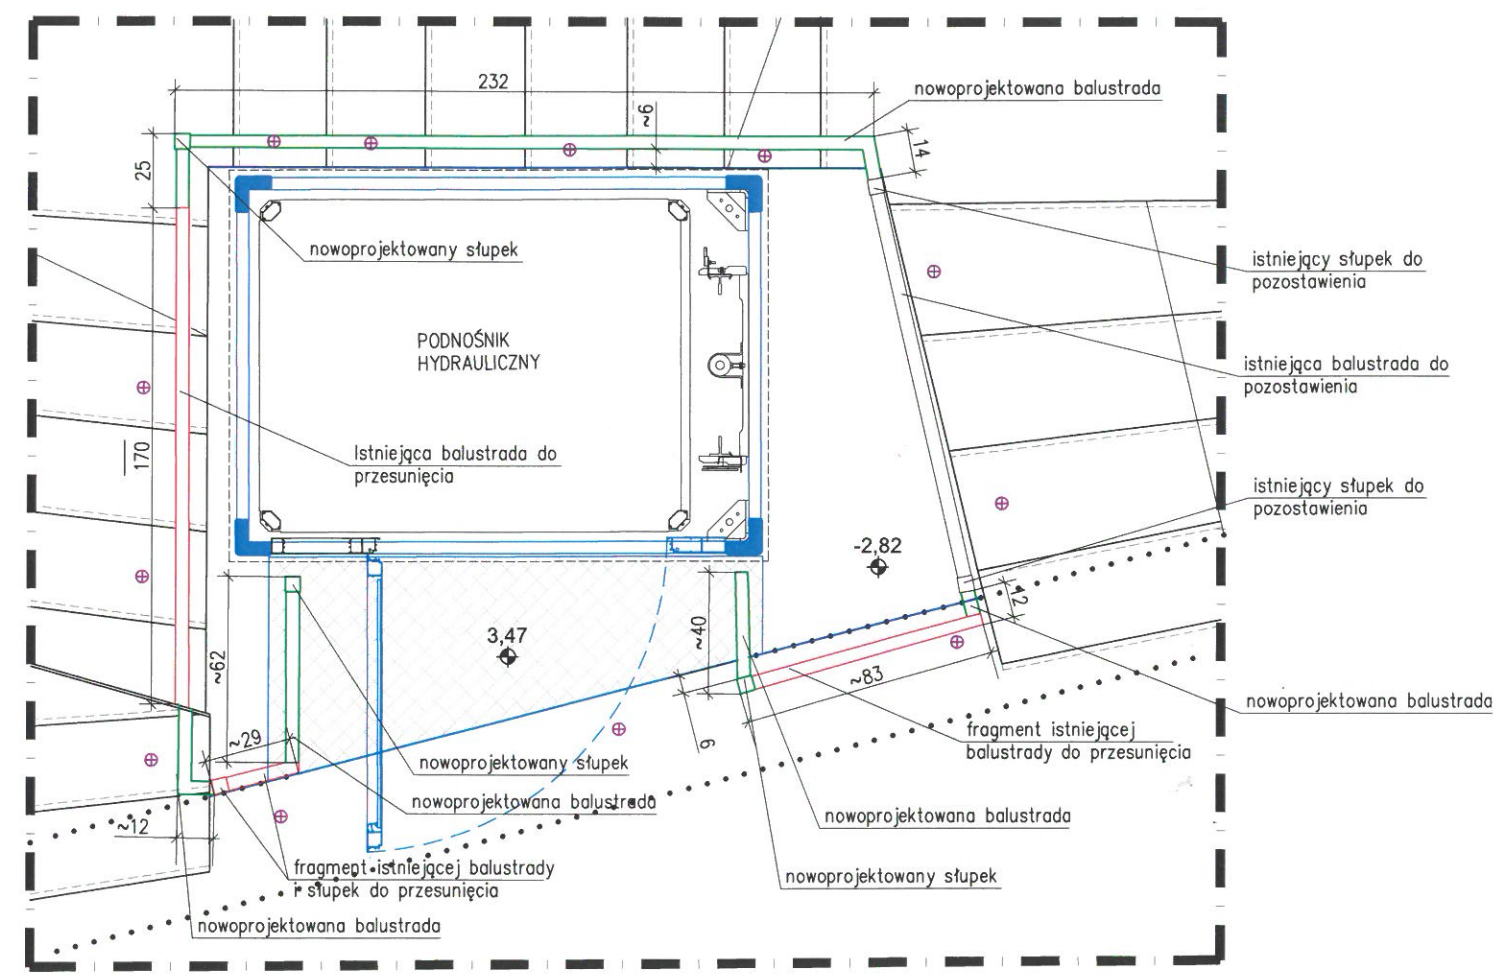 232
nowoprojektowana balustrada
~6
14
25
nowoprojektowany słupek
istniejący słupek do
pozostawienia
PODNOŚNIK
HYDRAULICZNY
istniejąca balustrada do
pozostawienia
170
Istniejąca balustrada do
przesunięcia
istniejący słupek do
pozostawienia
-2,82
12
3,47
~40
~62
~83
nowoprojektowana balustrada
~29
6
fragment istniejącej
balustrady do przesunięcia
nowoprojektowany słupek
nowoprojektowana balustrada
nowoprojektowana balustrada
~12
fragment istniejącej balustrady
i słupek do przesunięcia
nowoprojektowany słupek
nowoprojektowana balustrada